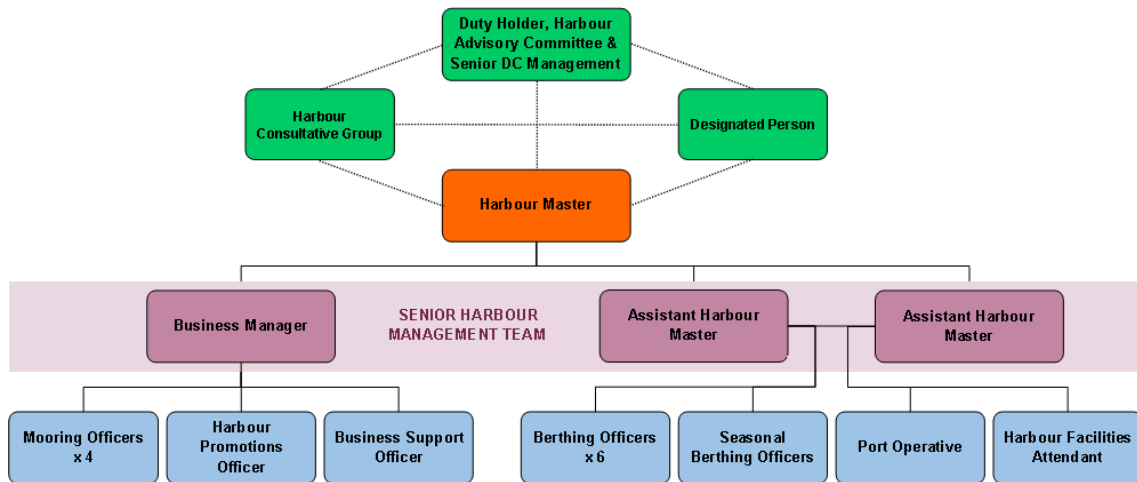 Duty Holder, Harbour
Advisory Committee &
Senior DC Management
Harbour
Consultative Group
Designated Person
Harbour Master
SENIOR HARBOUR
MANAGEMENT TEAM
Business Manager
Assistant Harbour
Master
Assistant Harbour
Master
Mooring Officers
x 4
Harbour
Promotions
Officer
Business Support
Officer
Berthing Officers
x 6
Seasonal
Berthing Officers
Port Operative
Harbour Facilities
Attendant